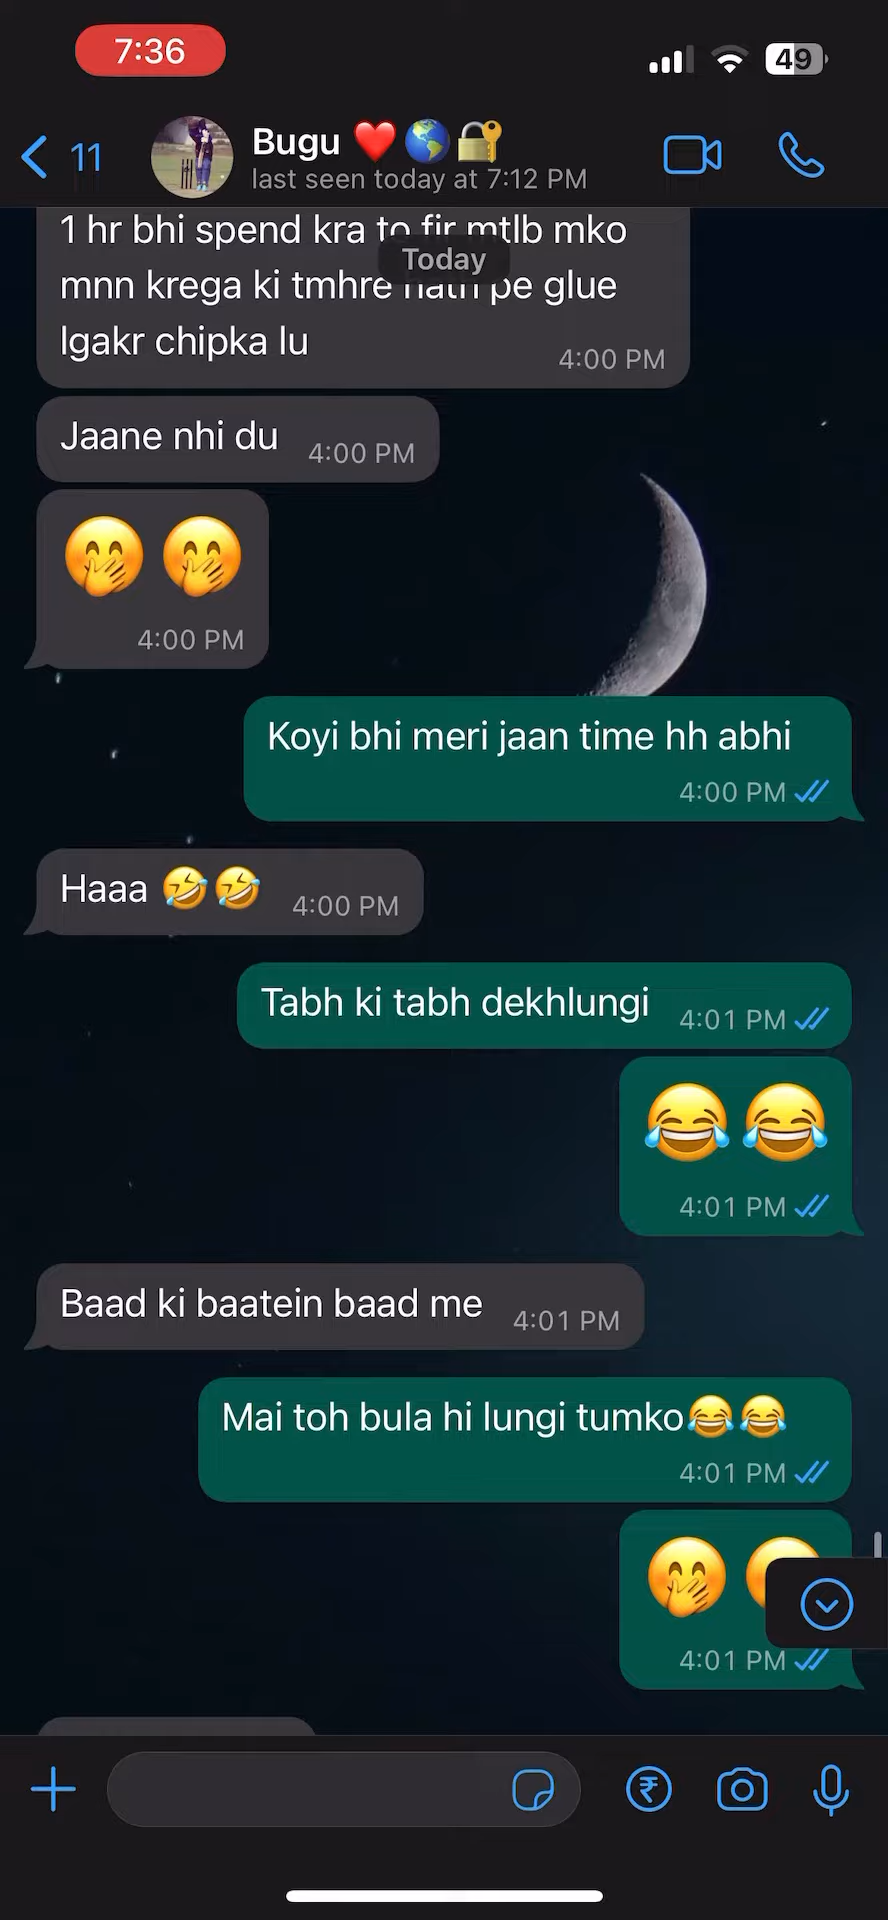 7:36
49
11
Bugu ❤️🌎🔐
last seen today at 7:12 PM
1 hr bhi spend kra to fir mtlb mko
Today
mnn krega ki tmhre hath pe glue
lgakr chipka lu
4:00 PM
Jaane nhi du 4:00 PM
🤭🤭
4:00 PM
Koyi bhi meri jaan time hh abhi
4:00 PM
Haaa 🤣🤣 4:00 PM
Tabh ki tabh dekhlungi 4:01 PM
😂😂
4:01 PM
Baad ki baatein baad me 4:01 PM
Mai toh bula hi lungi tumko😂😂
4:01 PM
🤭
4:01 PM